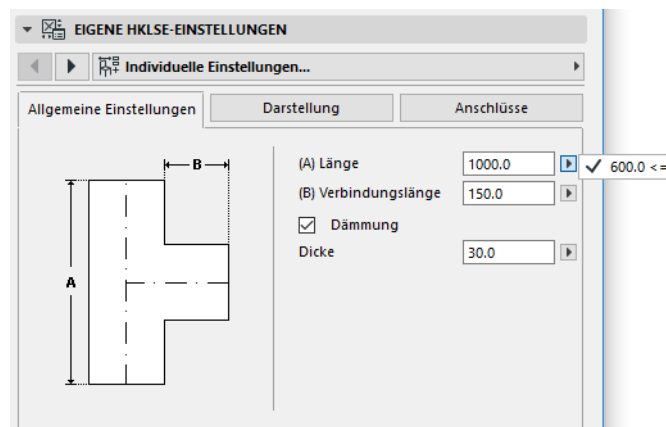 EIGENE HKLSE-EINSTELLUNGEN
Individuelle Einstellungen...
Allgemeine Einstellungen
Darstellung
Anschlüsse
B
A
(A) Länge
1000.0
600.0 <=
(B) Verbindungslänge
150.0
Dämmung
Dicke
30.0